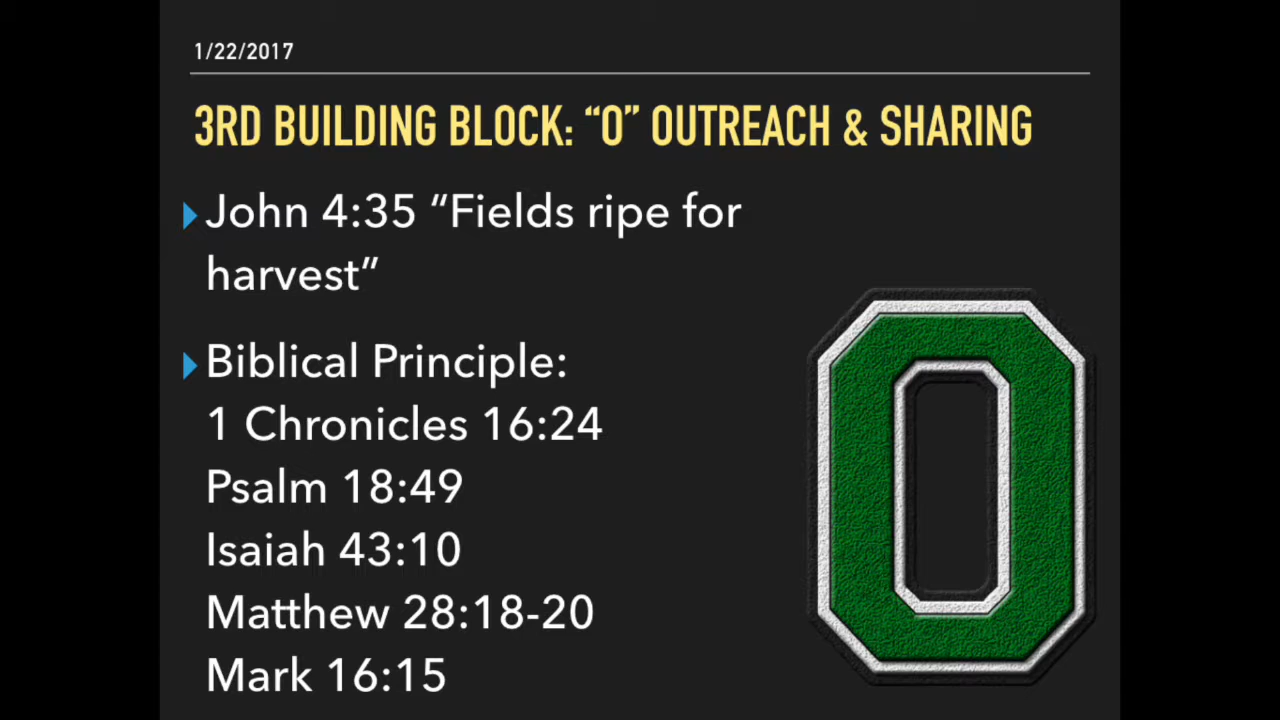 1/22/2017
3RD BUILDING BLOCK: “O” OUTREACH & SHARING
John 4:35 “Fields ripe for
harvest”
Biblical Principle:
1 Chronicles 16:24
Psalm 18:49
Isaiah 43:10
Matthew 28:18-20
Mark 16:15
O